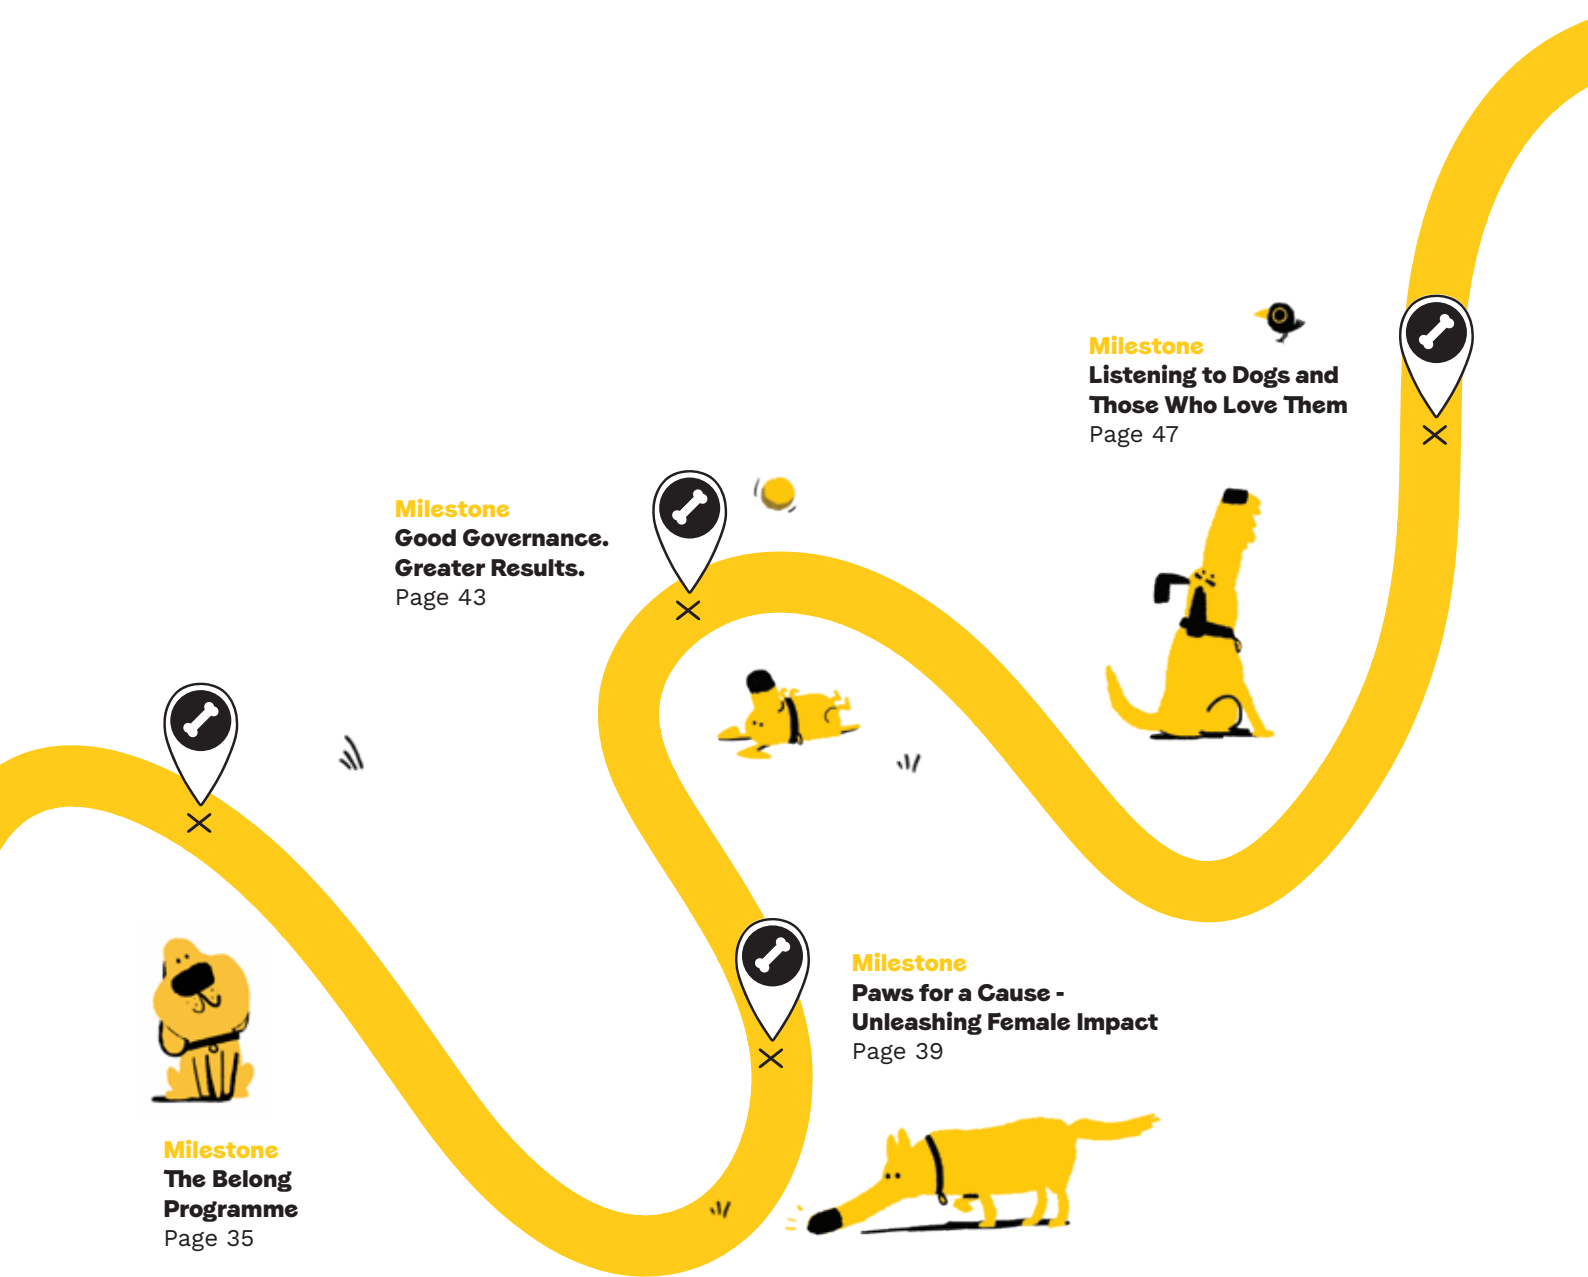 Milestone
Listening to Dogs and
Those Who Love Them
Page 47
Milestone
Good Governance.
Greater Results.
Page 43
Milestone
Paws for a Cause -
Unleashing Female Impact
Page 39
Milestone
The Belong
Programme
Page 35